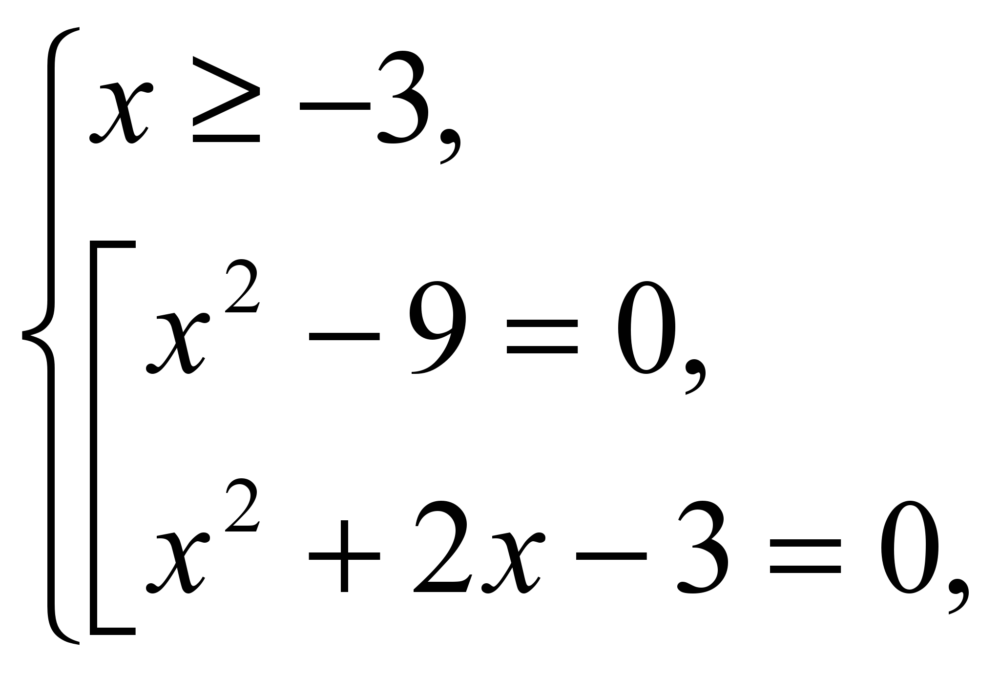 x ≥ −3,
x² − 9 = 0,
x² + 2x − 3 = 0,